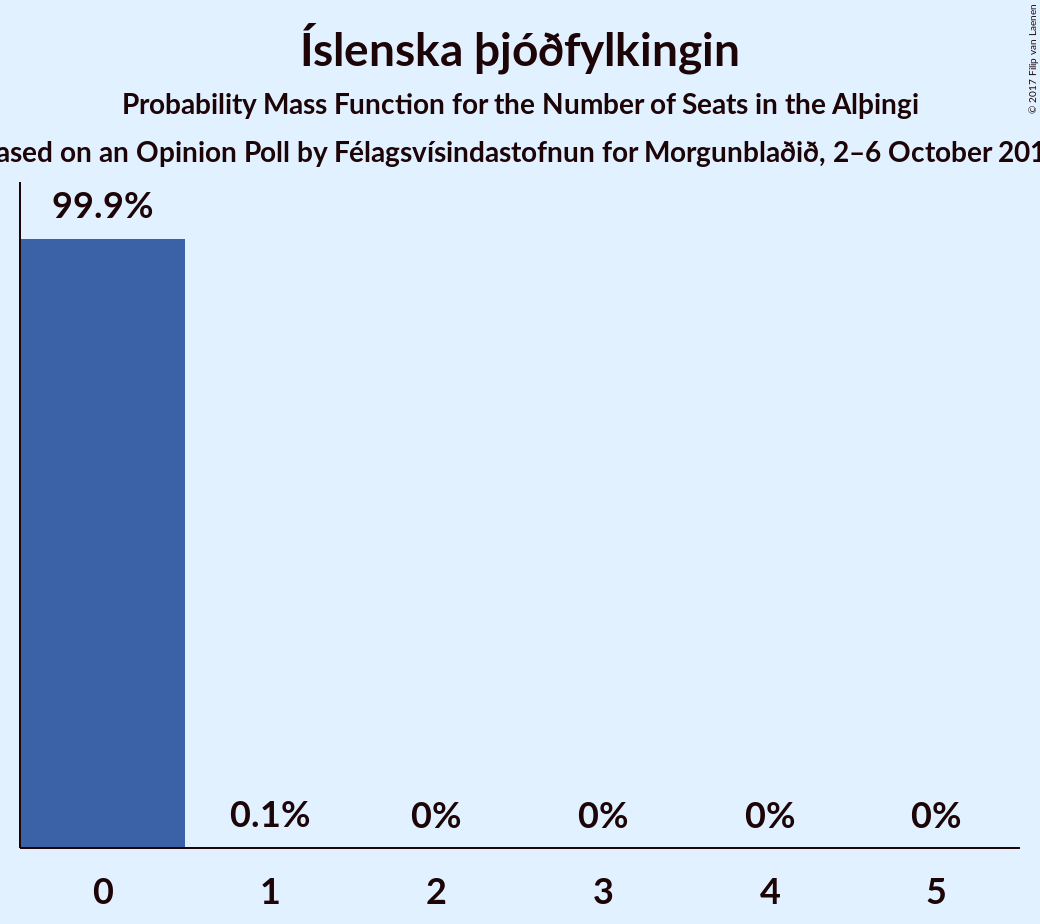 Íslenska þjóðfylkingin
Probability Mass Function for the Number of Seats in the Alþingi
ased on an Opinion Poll by Félagsvísindastofnun for Morgunblaðið, 2–6 October 201
© 2017 Filip van Laenen
99.9%
0.1% 0% 0% 0% 0%
0 1 2 3 4 5